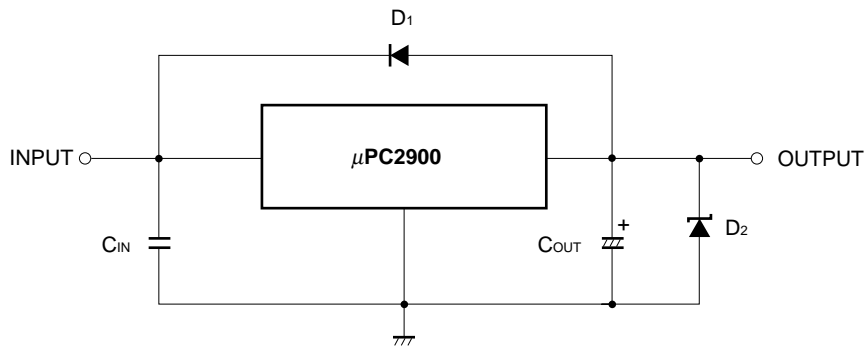 D1
INPUT
μPC2900
OUTPUT
CIN
COUT
+
D2